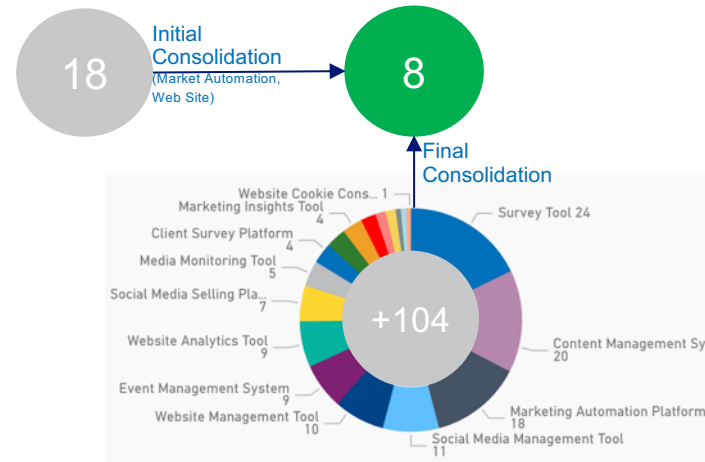 18
Initial
Consolidation
(Market Automation,
Web Site)
8
Final
Consolidation
Website Cookie Cons... 1
Marketing Insights Tool
4
Client Survey Platform
4
Media Monitoring Tool
5
Social Media Selling Pla...
7
Website Analytics Tool
9
Event Management System
9
Website Management Tool
10
Survey Tool 24
Content Management Sy
20
Marketing Automation Platform
18
Social Media Management Tool
11
+104